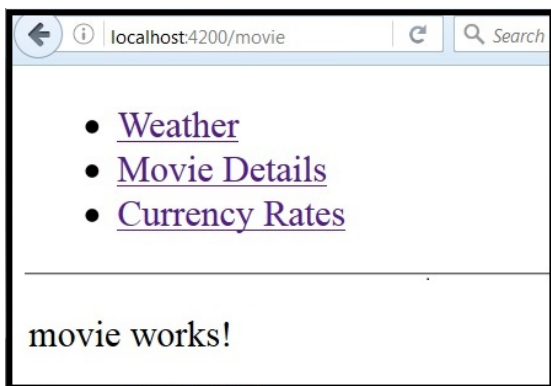 localhost:4200/movie
Search
Weather
Movie Details
Currency Rates
movie works!